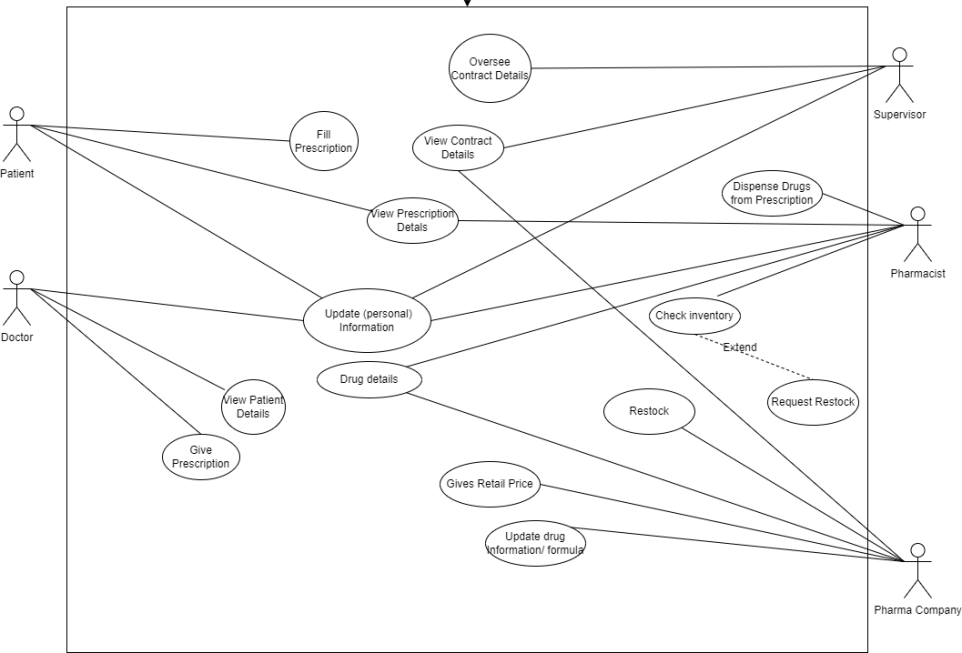 Oversee
Contract Details
Supervisor
Fill
Prescription
View Contract
Details
Patient
Dispense Drugs
from Prescription
View Prescription
Detals
Pharmacist
Update (personal)
Information
Check inventory
Doctor
Extend
Drug details
View Patient
Details
Request Restock
Restock
Give
Prescription
Gives Retail Price
Update drug
Information/ formula
Pharma Company